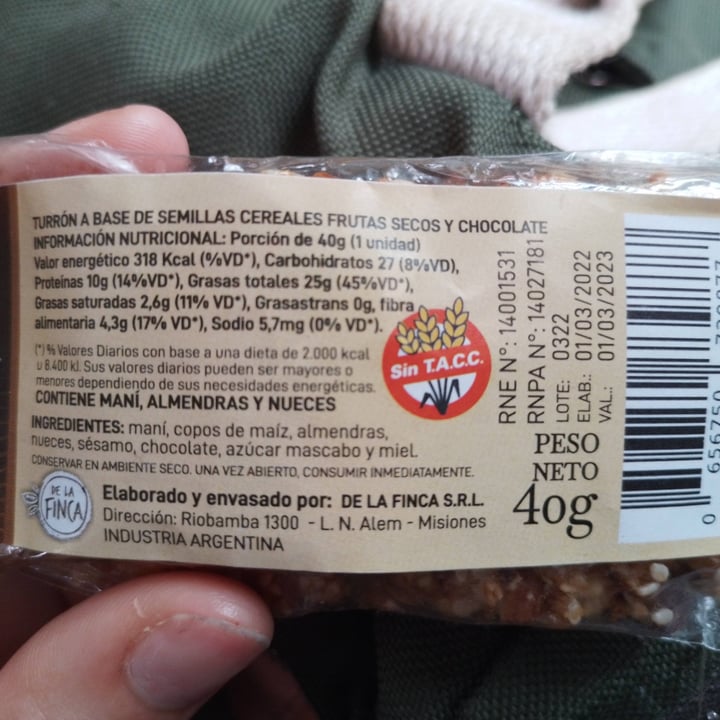 TURRÓN A BASE DE SEMILLAS CEREALES FRUTAS SECOS Y CHOCOLATE
INFORMACIÓN NUTRICIONAL: Porción de 40g (1 unidad)
Valor energético 318 Kcal (%VD*), Carbohidratos 27 (8%VD),
Proteínas 10g (14%VD*), Grasas totales 25g (45%VD*),
Grasas saturadas 2,6g (11% VD*), Grasastrans 0g, fibra
alimentaria 4,3g (17% VD*), Sodio 5,7mg (0% VD*).
(*) % Valores Diarios con base a una dieta de 2.000 kcal
u 8.400 kJ. Sus valores diarios pueden ser mayores o
menores dependiendo de sus necesidades energéticas.
CONTIENE MANÍ, ALMENDRAS Y NUECES
INGREDIENTES: maní, copos de maíz, almendras,
nueces, sésamo, chocolate, azúcar mascabo y miel.
CONSERVAR EN AMBIENTE SECO. UNA VEZ ABIERTO, CONSUMIR INMEDIATAMENTE.
DE LA
FINCA
Elaborado y envasado por: DE LA FINCA S.R.L.
Dirección: Riobamba 1300 - L. N. Alem - Misiones
INDUSTRIA ARGENTINA
Sin T.A.C.C.
RNE N°: 14001531
RNPA N°: 14027181
LOTE: 0322
ELAB.: 01/03/2022
VAL.: 01/03/2023
PESO
NETO
40g